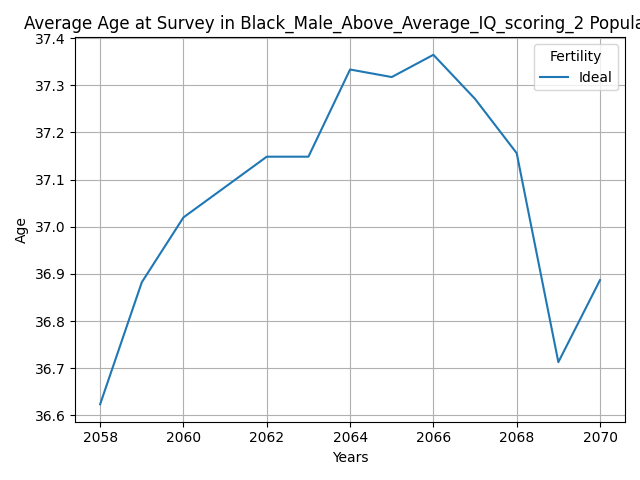 Average Age at Survey in Black_Male_Above_Average_IQ_scoring_2 Popula
37.4
37.3
37.2
37.1
37.0
36.9
36.8
36.7
36.6
Age
Fertility
Ideal
2058 2060 2062 2064 2066 2068 2070
Years